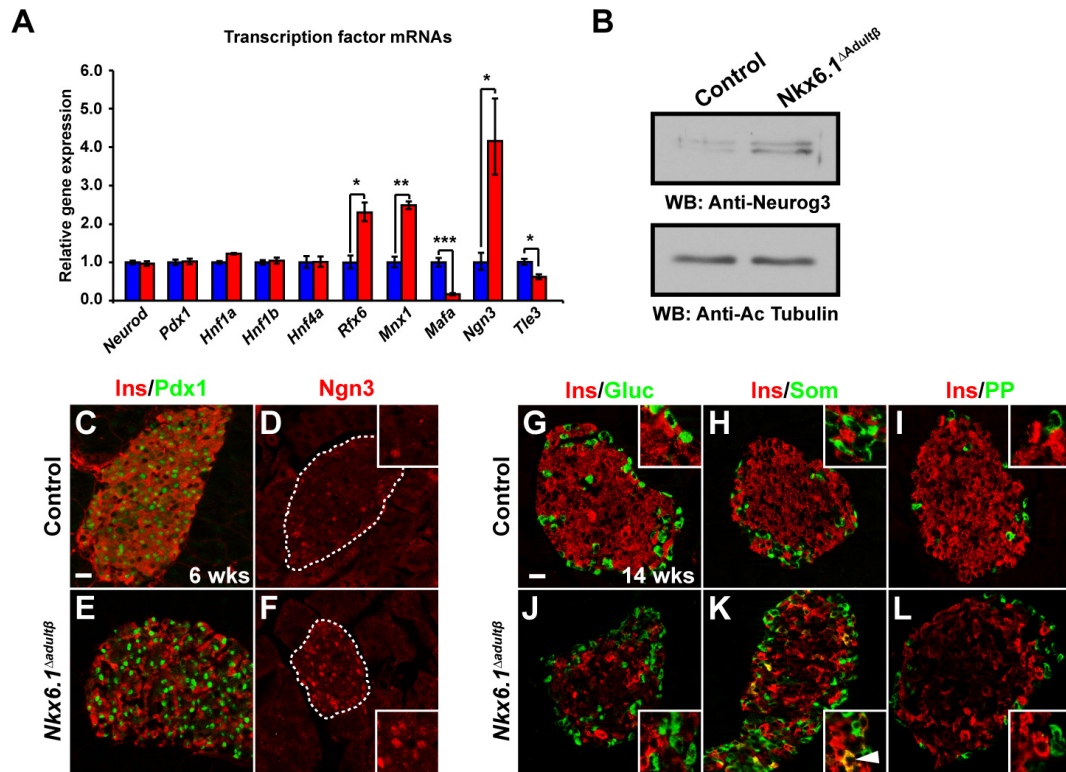 A
Transcription factor mRNAs
Relative gene expression
6.0
5.0
4.0
3.0
2.0
1.0
0.0
*
**
***
*
*
Neurod
Pdx1
Hnf1a
Hnf1b
Hnf4a
Rfx6
Mnx1
Mafa
Ngn3
Tle3
B
Control
Nkx6.1ΔAdultβ
WB: Anti-Neurog3
WB: Anti-Ac Tubulin
Ins/Pdx1
Ngn3
Control
C
6 wks
D
Nkx6.1Δadultβ
E
F
Ins/Gluc
Ins/Som
Ins/PP
Control
G
14 wks
H
I
Nkx6.1Δadultβ
J
K
L